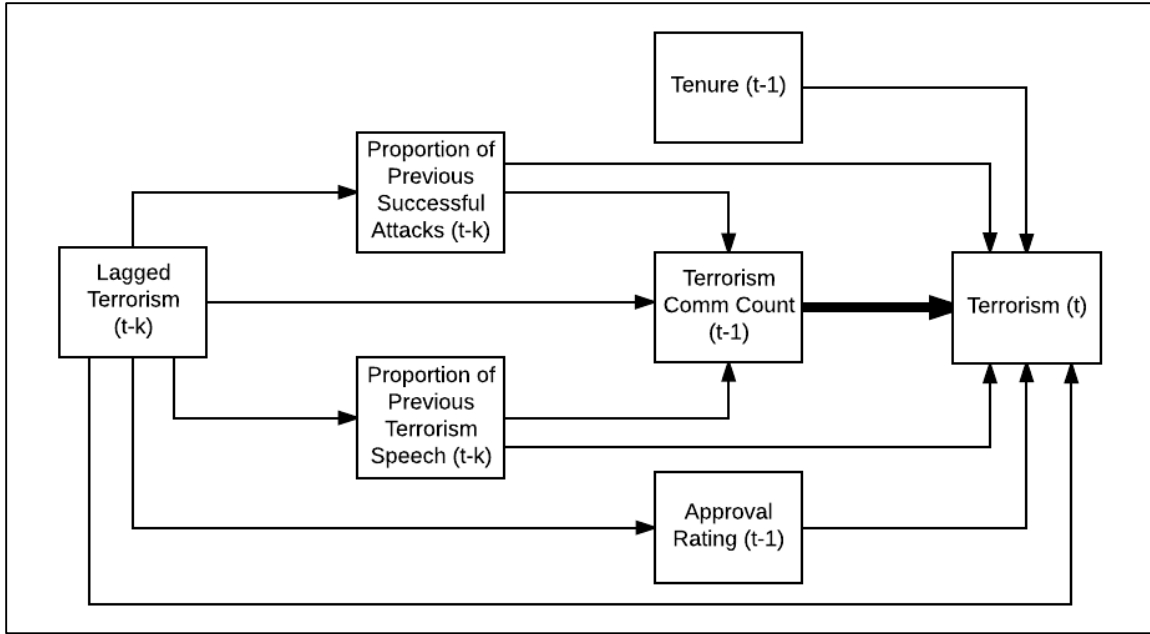 Tenure (t-1)
Proportion of
Previous
Successful
Attacks (t-k)
Lagged
Terrorism
(t-k)
Terrorism
Comm Count
(t-1)
Terrorism (t)
Proportion of
Previous
Terrorism
Speech (t-k)
Approval
Rating (t-1)